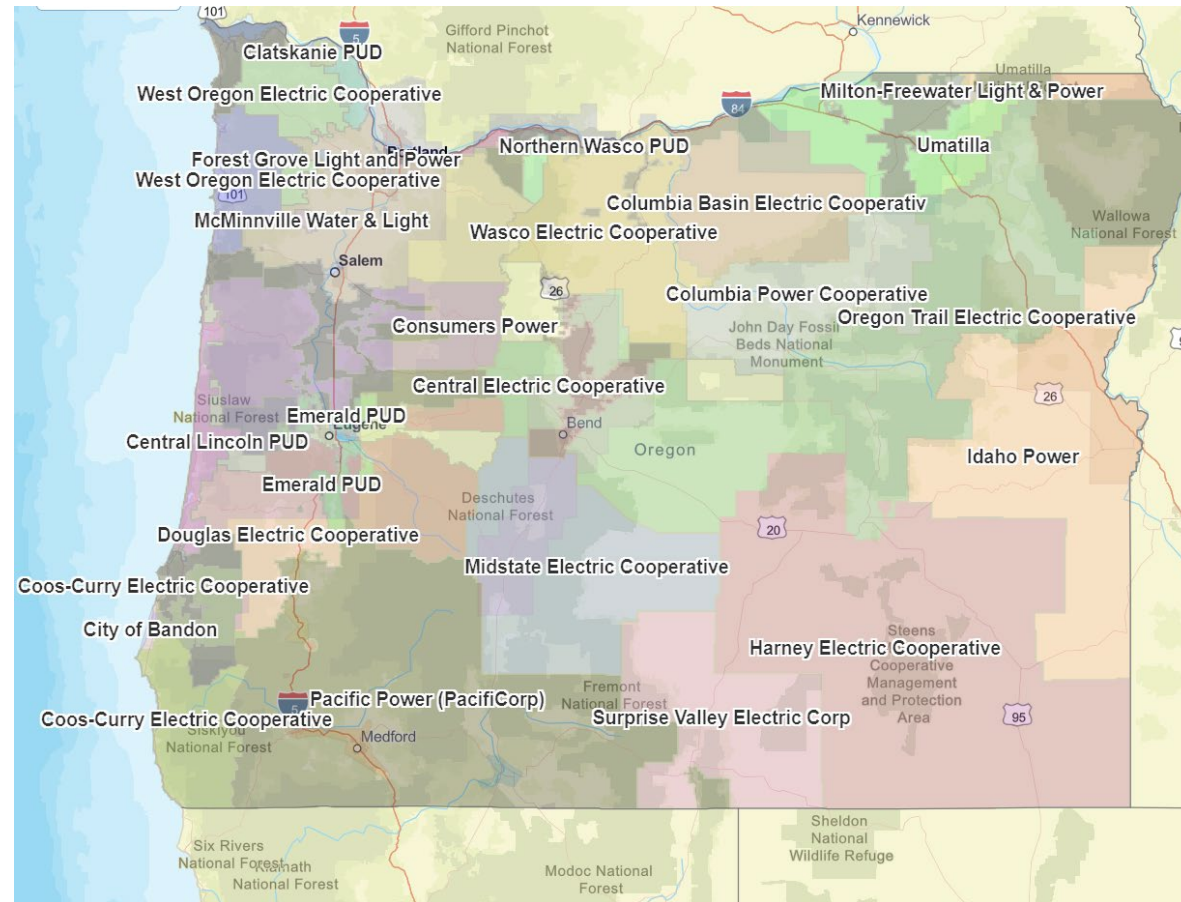 101
Kennewick
5
Gifford Pinchot
National Forest
Clatskanie PUD
Umatilla
National Forest
West Oregon Electric Cooperative
Milton-Freewater Light & Power
84
Northern Wasco PUD
Umatilla
Portland
Forest Grove Light and Power
West Oregon Electric Cooperative
101
Columbia Basin Electric Cooperativ
McMinnville Water & Light
Wallowa
National Forest
Wasco Electric Cooperative
Salem
26
Columbia Power Cooperative
Oregon Trail Electric Cooperative
Consumers Power
John Day Fossil
Beds National
Monument
Central Electric Cooperative
26
Siuslaw
National Forest
Emerald PUD
Eugene
Bend
Central Lincoln PUD
Oregon
Idaho Power
Emerald PUD
Deschutes
National Forest
20
Douglas Electric Cooperative
Midstate Electric Cooperative
Coos-Curry Electric Cooperative
City of Bandon
Steens
Harney Electric Cooperative
Cooperative
Management
and Protection
Area
Fremont
National Forest
Pacific Power (PacifiCorp)
5
Surprise Valley Electric Corp
95
Coos-Curry Electric Cooperative
Siskiyou
National Forest
Medford
Sheldon
National
Wildlife Refuge
Six Rivers
National Forest
Klamath
National Forest
Modoc National
Forest